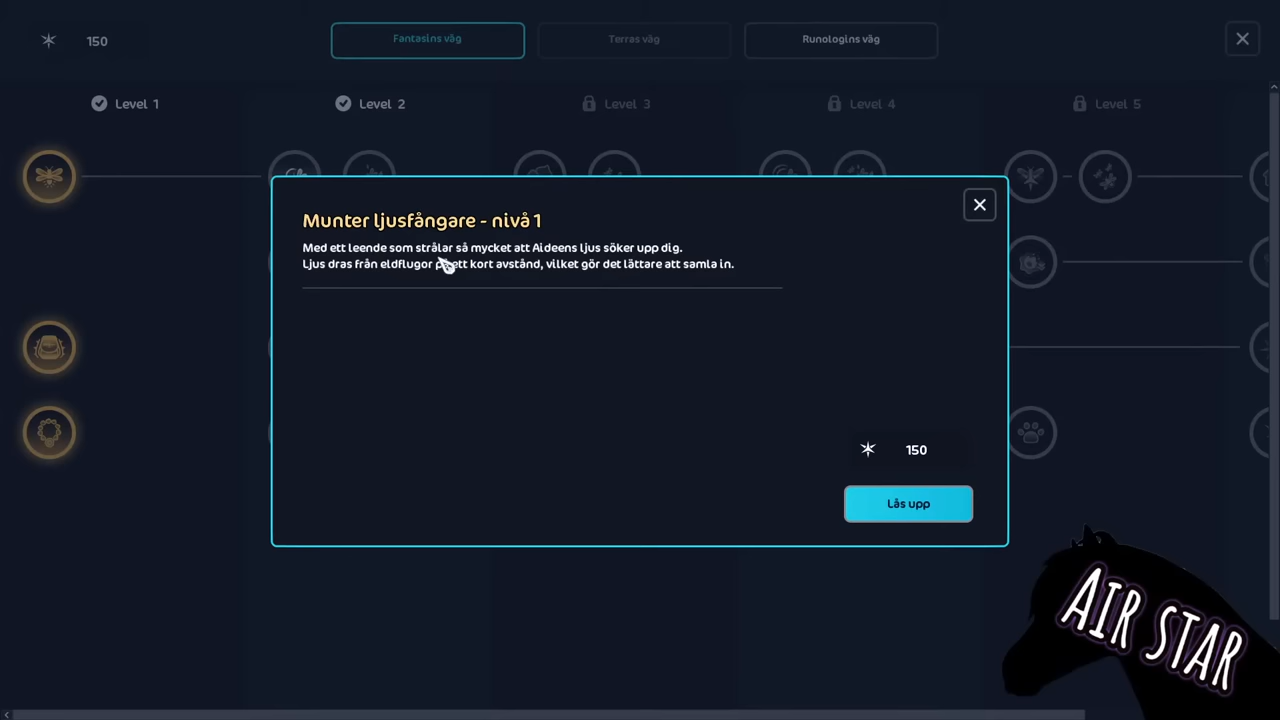 150
Fantasins väg
Terras väg
Runologins väg
Level 1
Level 2
Level 3
Level 4
Level 5
Munter ljusfångare - nivå 1
Med ett leende som strålar så mycket att Aideens ljus söker upp dig.
Ljus dras från eldflugor på ett kort avstånd, vilket gör det lättare att samla in.
150
Lås upp
AIR STAR